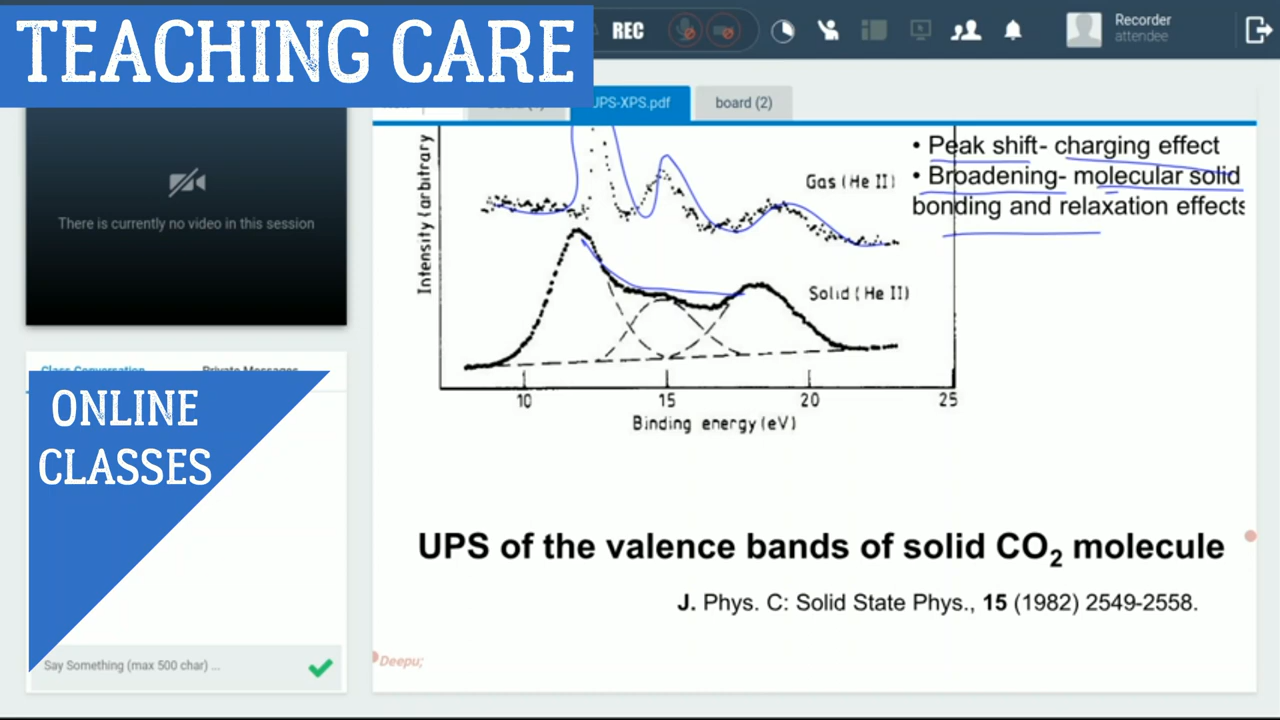 TEACHING CARE
REC
Recorder
attendee
UPS-XPS.pdf
board (2)
There is currently no video in this session
Class Conversation
Private Messages
ONLINE
CLASSES
Say Something (max 500 char) ...
Intensity (arbitrary
Gas (He II)
Solid (He II)
10
15
20
25
Binding energy (eV)
• Peak shift- charging effect
• Broadening- molecular solid
bonding and relaxation effects
UPS of the valence bands of solid CO2 molecule
J. Phys. C: Solid State Phys., 15 (1982) 2549-2558.
Deepu;